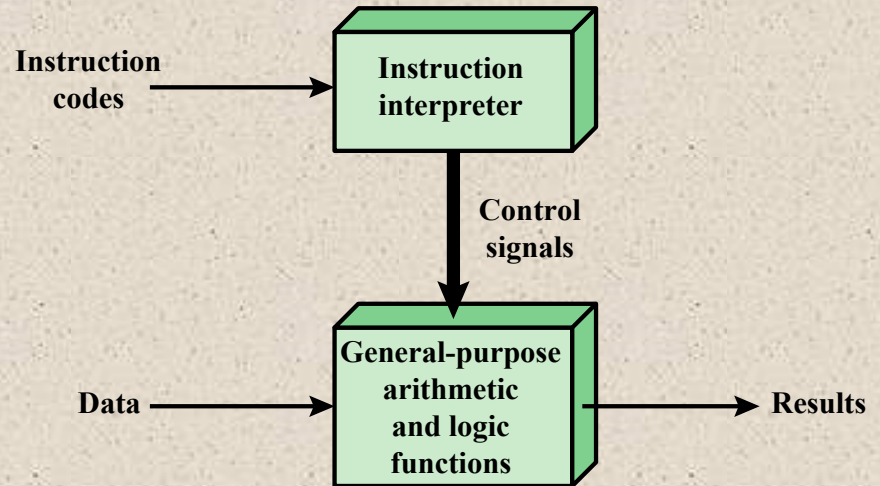 Instruction
codes
Instruction
interpreter
Control
signals
Data
General-purpose
arithmetic
and logic
functions
Results